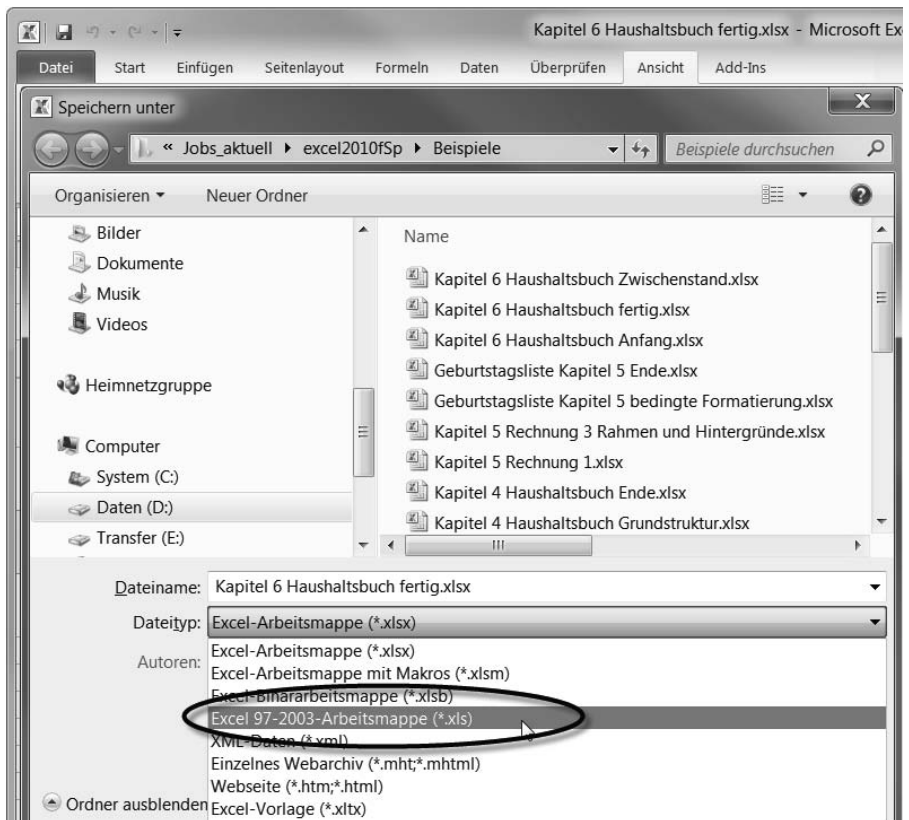 Kapitel 6 Haushaltsbuch fertig.xlsx - Microsoft Ex
Datei Start Einfügen Seitenlayout Formeln Daten Überprüfen Ansicht Add-Ins
Speichern unter
« Jobs_aktuell Excel2010fSp Beispiele Beispiele durchsuchen
Organisieren Neuer Ordner
Bilder
Dokumente
Musik
Videos
Heimnetzgruppe
Computer
System (C:)
Daten (D:)
Transfer (E:)
Name
Kapitel 6 Haushaltsbuch Zwischenstand.xlsx
Kapitel 6 Haushaltsbuch fertig.xlsx
Kapitel 6 Haushaltsbuch Anfang.xlsx
Geburtstagsliste Kapitel 5 Ende.xlsx
Geburtstagsliste Kapitel 5 bedingte Formatierung.xlsx
Kapitel 5 Rechnung 3 Rahmen und Hintergründe.xlsx
Kapitel 5 Rechnung 1.xlsx
Kapitel 4 Haushaltsbuch Ende.xlsx
Kapitel 4 Haushaltsbuch Grundstruktur.xlsx
Dateiname: Kapitel 6 Haushaltsbuch fertig.xlsx
Dateityp: Excel-Arbeitsmappe (*.xlsx)
Autoren:
Excel-Arbeitsmappe (*.xlsx)
Excel-Arbeitsmappe mit Makros (*.xlsm)
Excel-Binärarbeitsmappe (*.xlsb)
Excel 97-2003-Arbeitsmappe (*.xls)
XML-Daten (*.xml)
Einzelnes Webarchiv (*.mht;*.mhtml)
Webseite (*.htm;*.html)
Excel-Vorlage (*.xltx)
Ordner ausblenden